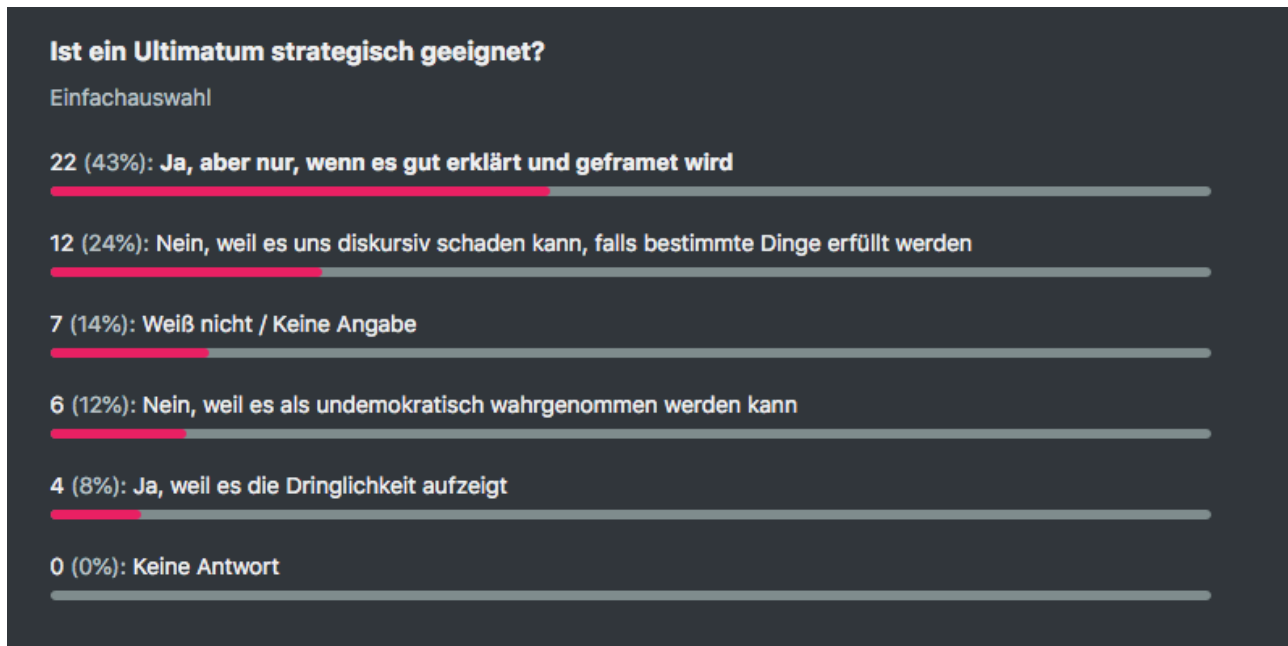 Ist ein Ultimatum strategisch geeignet?
Einfachauswahl
22 (43%): Ja, aber nur, wenn es gut erklärt und geframet wird
12 (24%): Nein, weil es uns diskursiv schaden kann, falls bestimmte Dinge erfüllt werden
7 (14%): Weiß nicht / Keine Angabe
6 (12%): Nein, weil es als undemokratisch wahrgenommen werden kann
4 (8%): Ja, weil es die Dringlichkeit aufzeigt
0 (0%): Keine Antwort